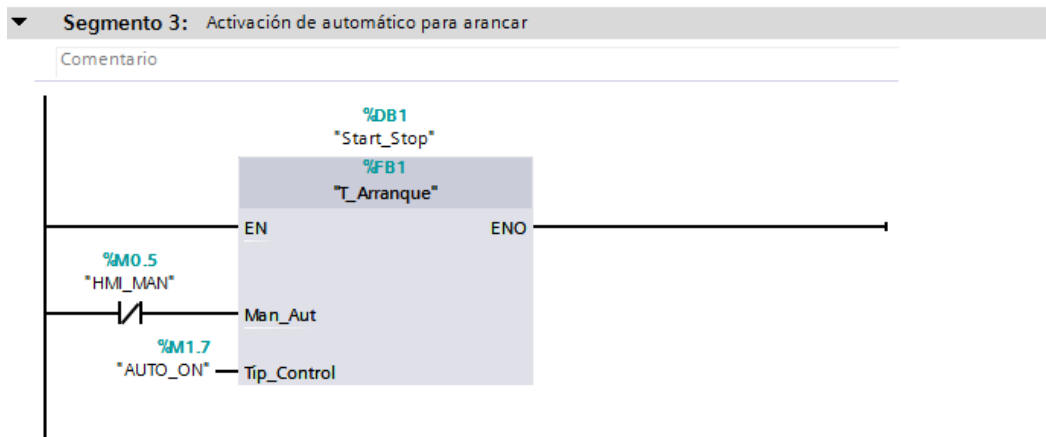 Segmento 3: Activación de automático para arancar
Comentario
%DB1
"Start_Stop"
%FB1
"T_Arranque"
EN ENO
%M0.5
"HMI_MAN"
Man_Aut
%M1.7
"AUTO_ON" Tip_Control